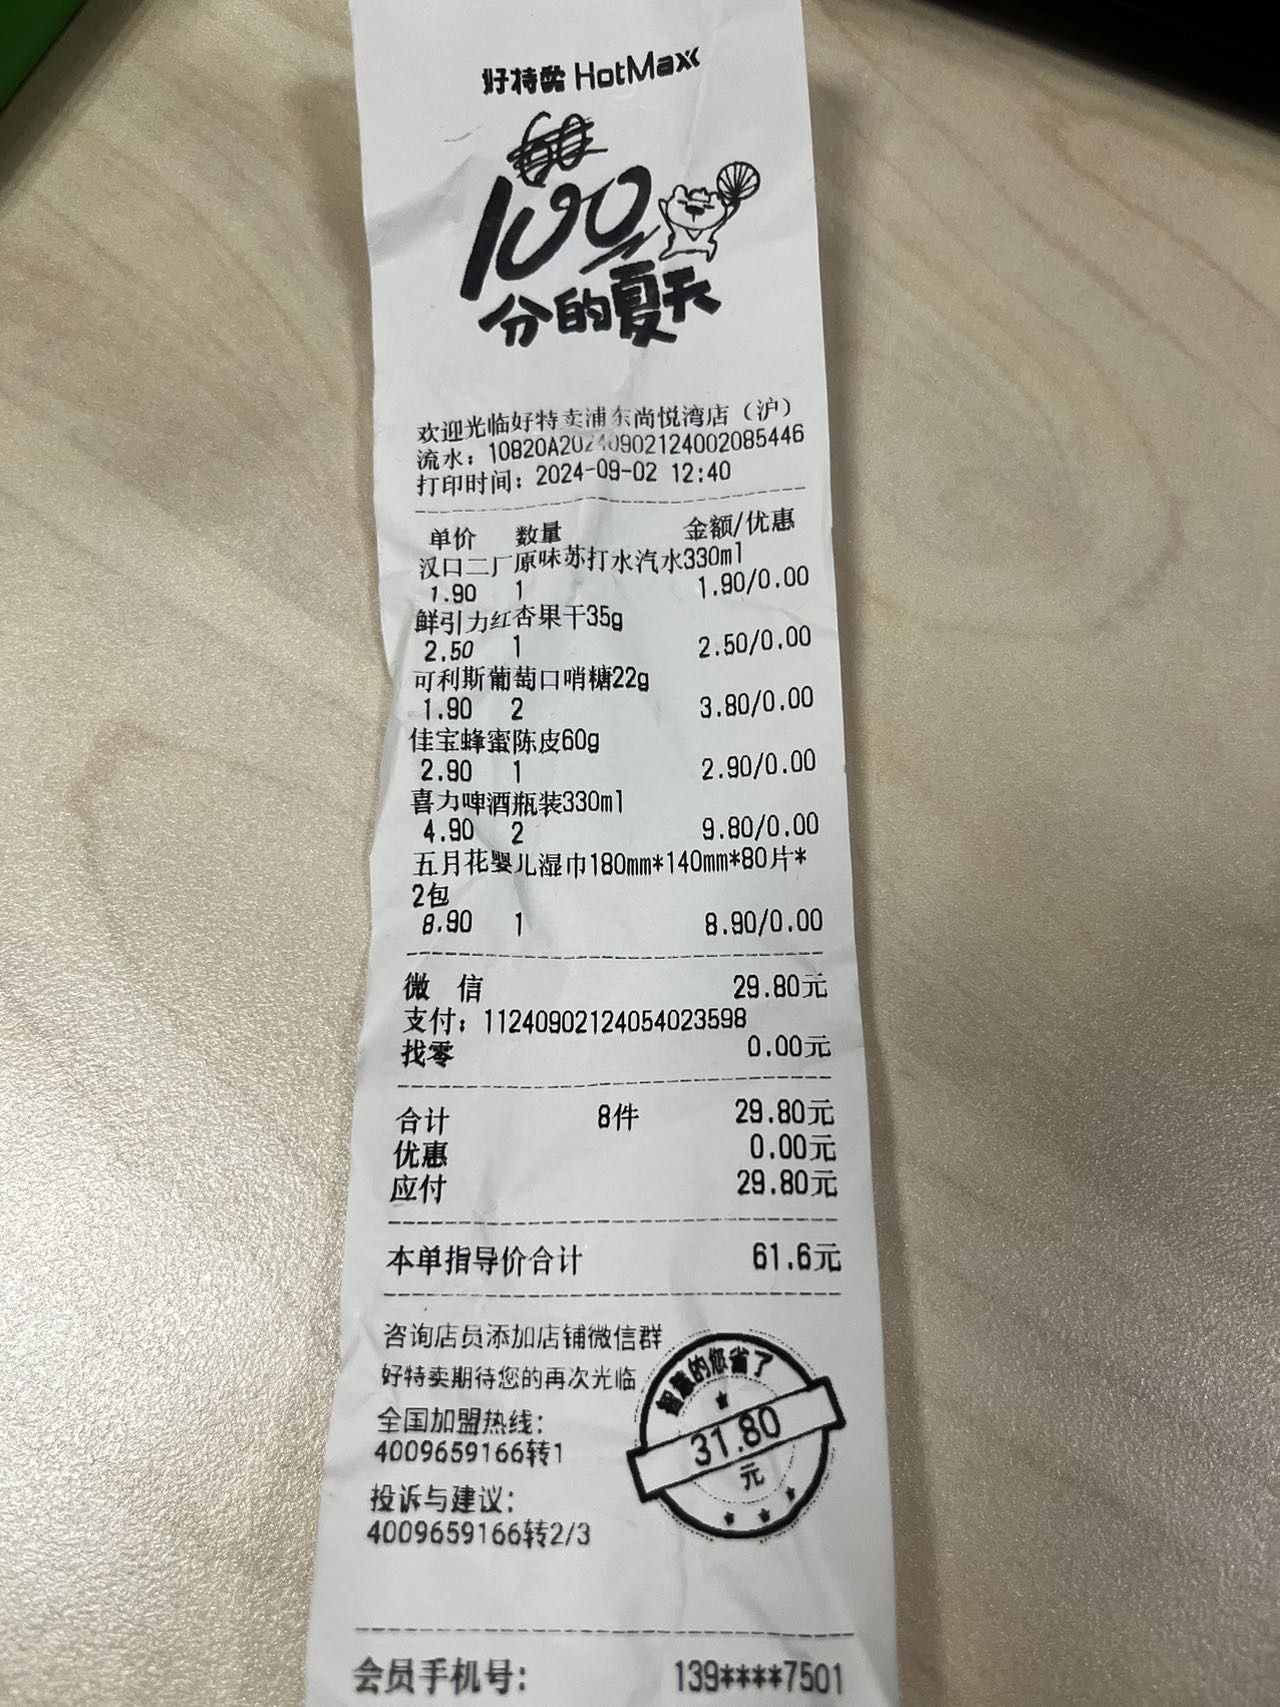 好特卖 HotMaxx
100
分的夏天
欢迎光临好特卖浦东尚悦湾店（沪）
流水：10820A20240902124002085446
打印时间：2024-09-02 12:40
单价 数量 金额/优惠
汉口二厂原味苏打水汽水330ml
1.90 1 1.90/0.00
鲜引力红杏果干35g
2.50 1 2.50/0.00
可利斯葡萄口哨糖22g
1.90 2 3.80/0.00
佳宝蜂蜜陈皮60g
2.90 1 2.90/0.00
喜力啤酒瓶装330ml
4.90 2 9.80/0.00
五月花婴儿湿巾180mm*140mm*80片*
2包
8.90 1 8.90/0.00
微 信 29.80元
支付：11240902124054023598
找零 0.00元
合计 8件 29.80元
优惠 0.00元
应付 29.80元
本单指导价合计 61.6元
咨询店员添加店铺微信群
好特卖期待您的再次光临
全国加盟热线：
4009659166转1
投诉与建议：
4009659166转2/3
智慧的您省了
31.80
元
会员手机号： 139****7501